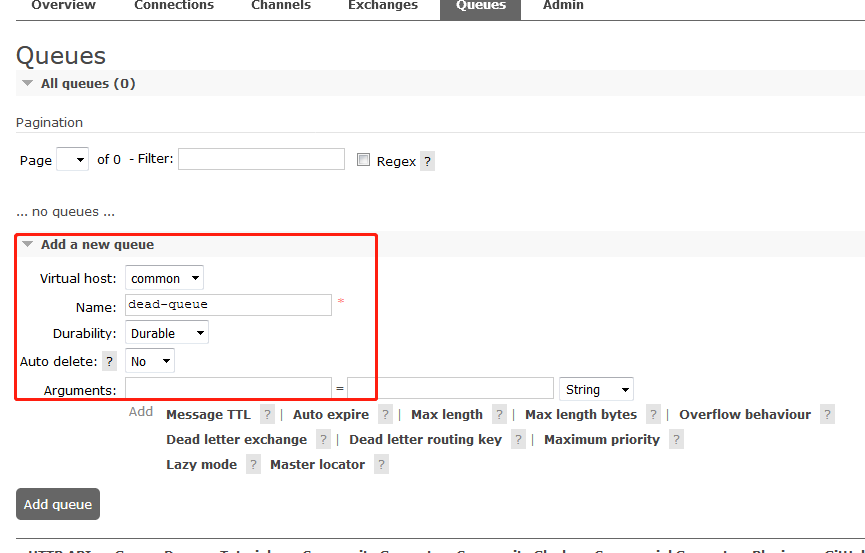 Overview Connections Channels Exchanges Queues Admin
Queues
All queues (0)
Pagination
Page of 0 - Filter: Regex ?
... no queues ...
Add a new queue
Virtual host: common
Name: dead-queue *
Durability: Durable
Auto delete: ? No
Arguments: = String
Add Message TTL ? | Auto expire ? | Max length ? | Max length bytes ? | Overflow behaviour ?
Dead letter exchange ? | Dead letter routing key ? | Maximum priority ?
Lazy mode ? Master locator ?
Add queue
HTTP API